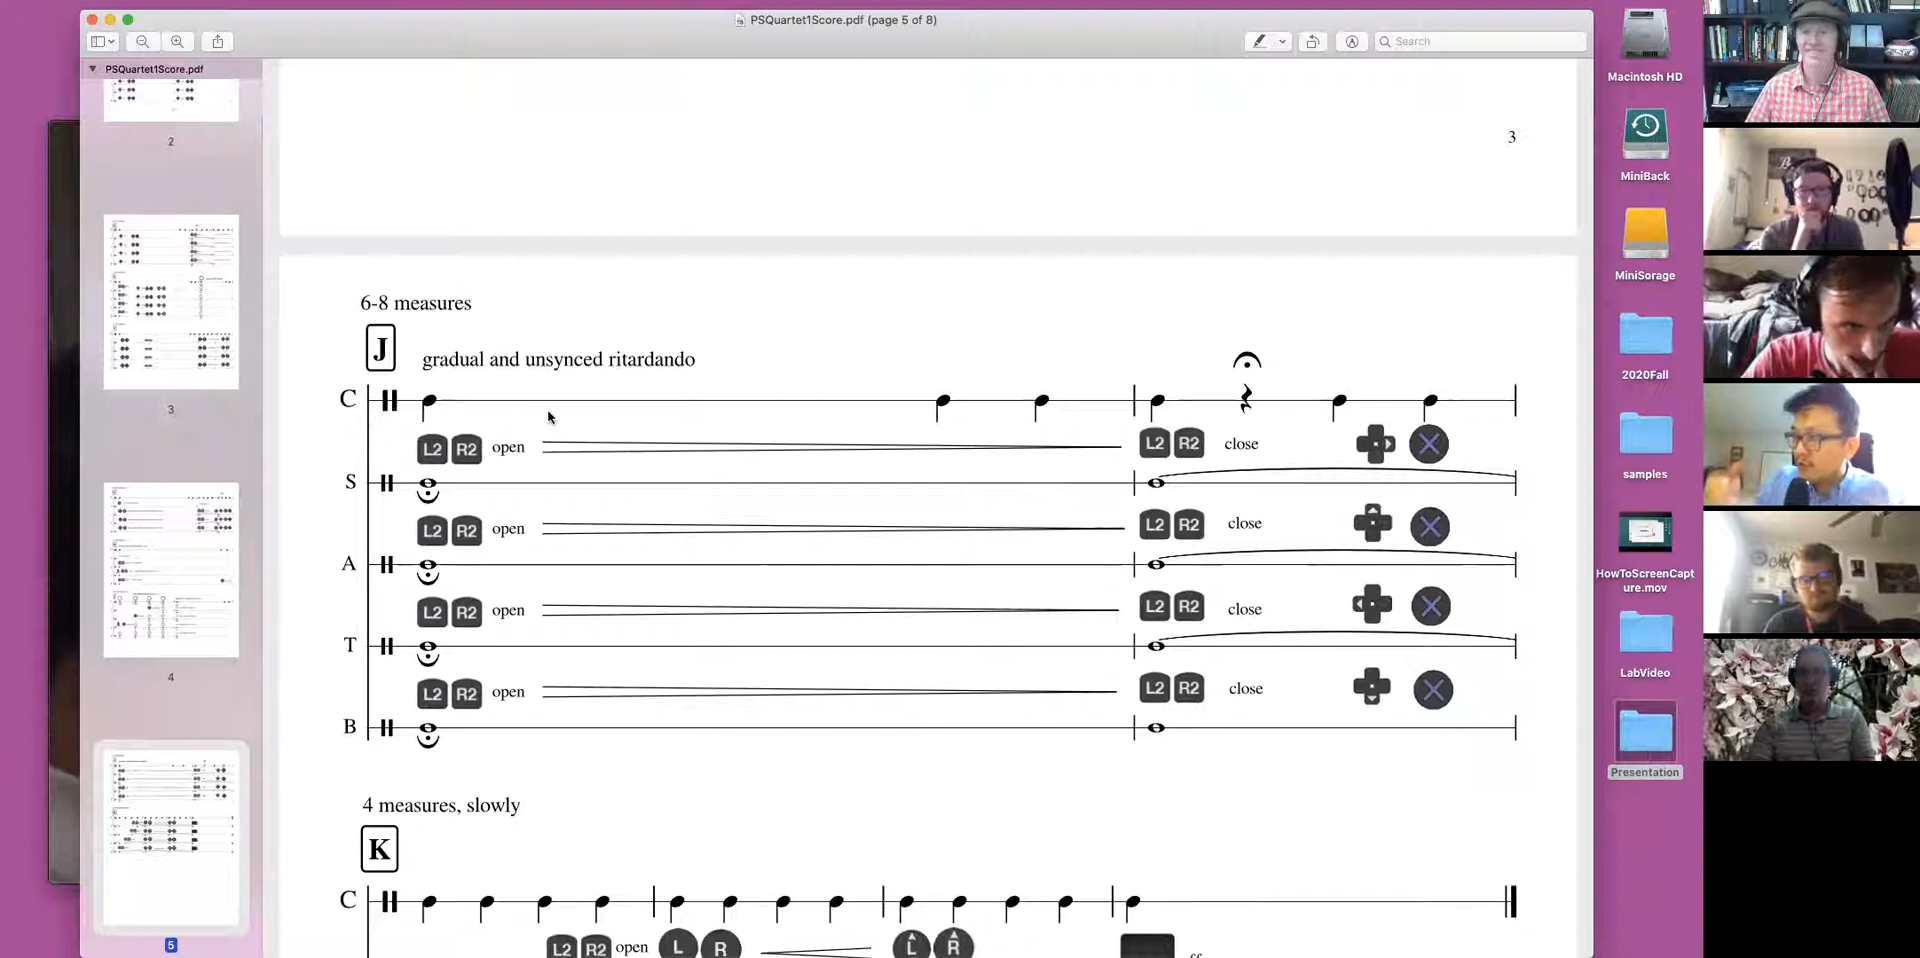 PSQuartet1Score.pdf (page 5 of 8)
Search
PSQuartet1Score.pdf
2
3
4
5
3
6-8 measures
J
gradual and unsynced ritardando
C
L2 R2 open
L2 R2 close
S
L2 R2 open
L2 R2 close
A
L2 R2 open
L2 R2 close
T
L2 R2 open
L2 R2 close
B
4 measures, slowly
K
C
L2 R2 open L R
L R
Macintosh HD
MiniBack
MiniSorage
2020Fall
samples
HowToScreenCapt
ure.mov
LabVideo
Presentation